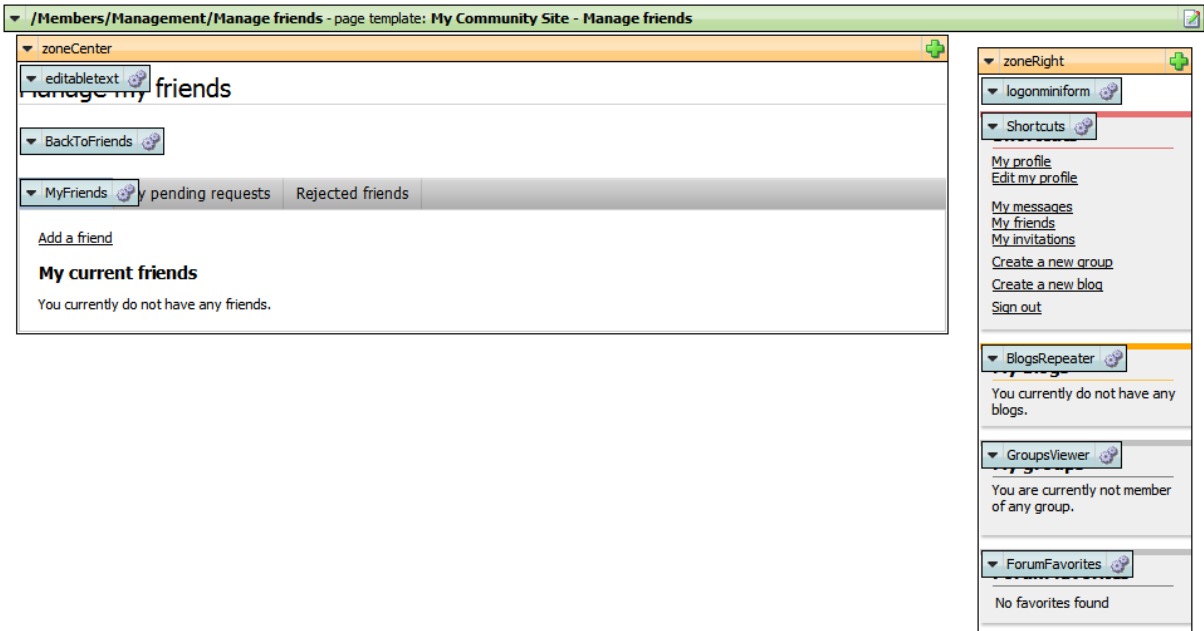 /Members/Management/Manage friends - page template: My Community Site - Manage friends
zoneCenter
editabletext
Manage my friends
BackToFriends
MyFriends
y pending requests
Rejected friends
Add a friend
My current friends
You currently do not have any friends.
zoneRight
logonminiform
Shortcuts
My profile
Edit my profile
My messages
My friends
My invitations
Create a new group
Create a new blog
Sign out
BlogsRepeater
You currently do not have any
blogs.
GroupsViewer
You are currently not member
of any group.
ForumFavorites
No favorites found